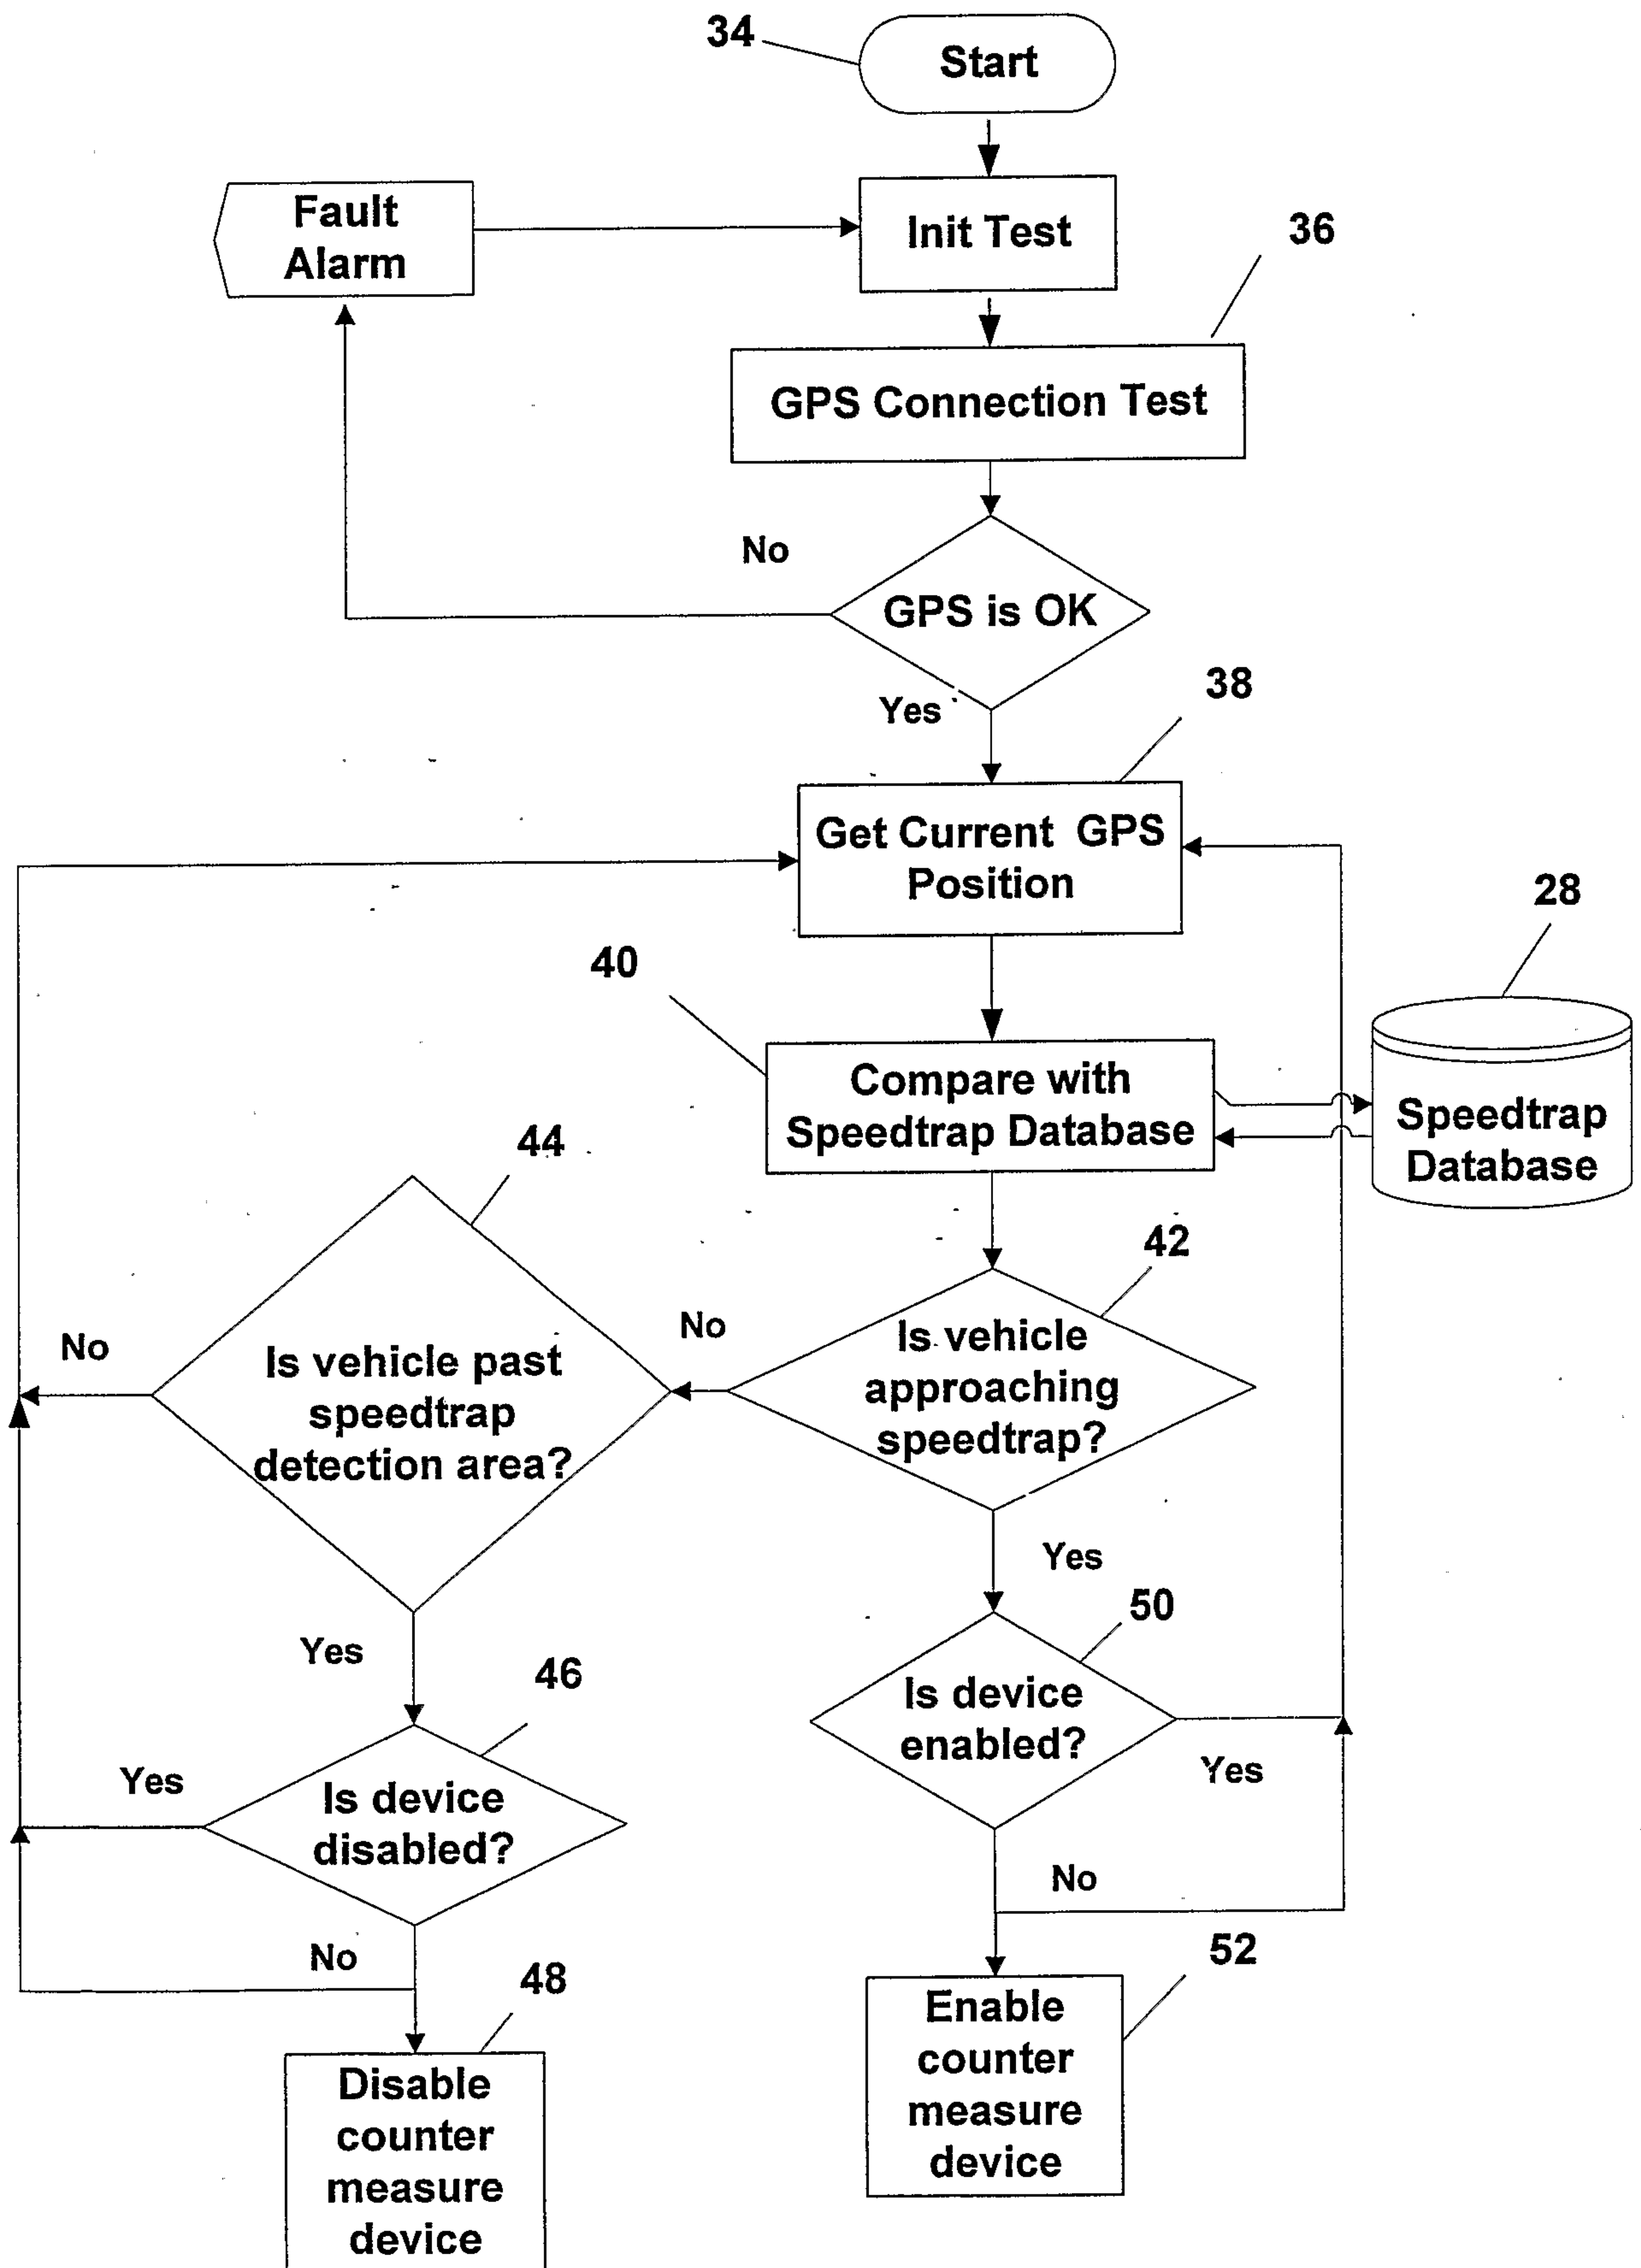 34
Start
Fault
Alarm
Init Test
36
GPS Connection Test
No
GPS is OK
Yes
38
Get Current GPS
Position
28
40
Compare with
Speedtrap Database
Speedtrap
Database
44
42
No
No
Is vehicle past
speedtrap
detection area?
Is vehicle
approaching
speedtrap?
Yes
50
Yes
46
Is device
enabled?
Yes
Yes
Is device
disabled?
No
No
52
48
Enable
counter
measure
device
Disable
counter
measure
device